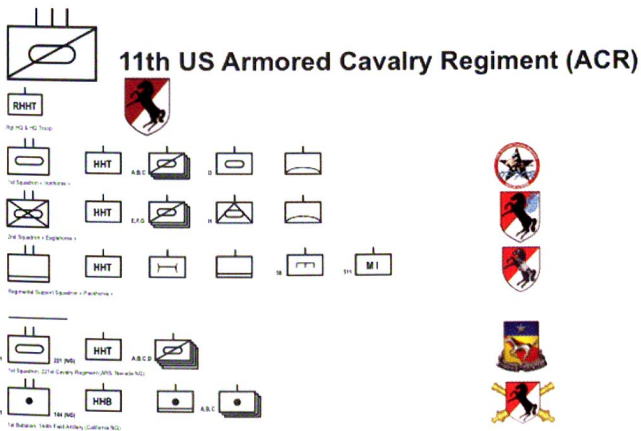 11th US Armored Cavalry Regiment (ACR)
RHHT
Rgt HQ & HQ Troop
HHT
A,B,C
D
1st Squadron « Ironhorse »
HHT
E,F,G
H
2nd Squadron « Eaglehorse »
HHT
58
511
M I
Regimental Support Squadron « Packhorse »
221 (NG)
HHT
A,B,C,D
1st Squadron, 221st Cavalry Regiment (ARS, Nevada NG)
144 (NG)
HHB
A,B,C
1st Battalion, 144th Field Artillery (California NG)